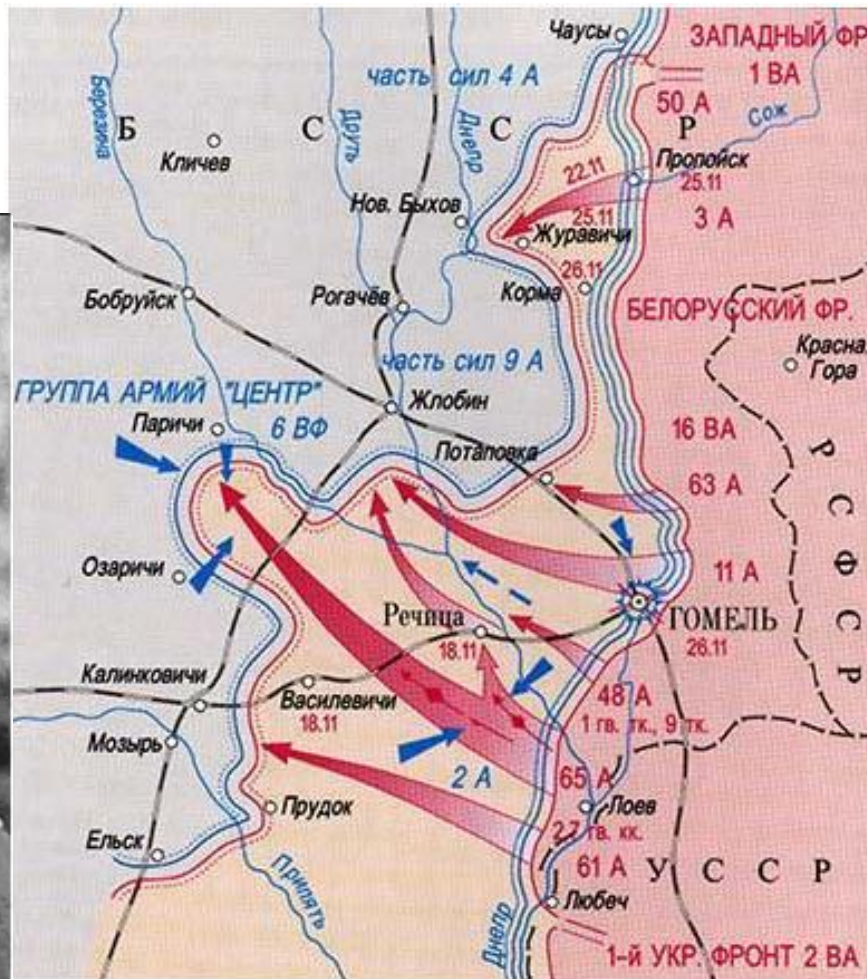 Чаусы
ЗАПАДНЫЙ ФР
часть сил 4 А
1 ВА
50 А
Березина
Друть
Днепр
Сож
Б С С Р
Кличев
Пропойск
22.11
25.11
Нов. Быхов
25.11
3 А
Журавичи
26.11
Бобруйск
Рогачёв
Корма
БЕЛОРУССКИЙ ФР.
Красна.
Гора
часть сил 9 А
ГРУППА АРМИЙ "ЦЕНТР"
Жлобин
Паричи
6 ВФ
16 ВА
Потаповка
63 А
РСФСР
Озаричи
11 А
Речица
18.11
ГОМЕЛЬ
26.11
Калинковичи
Василевичи
18.11
48 А
1 гв. тк., 9 тк.
Мозырь
2 А
65 А
Прудок
Лоев
2,7 гв. кк.
Ельск
61 А
УССР
Припять
Любеч
Днепр
1-й УКР. ФРОНТ 2 ВА